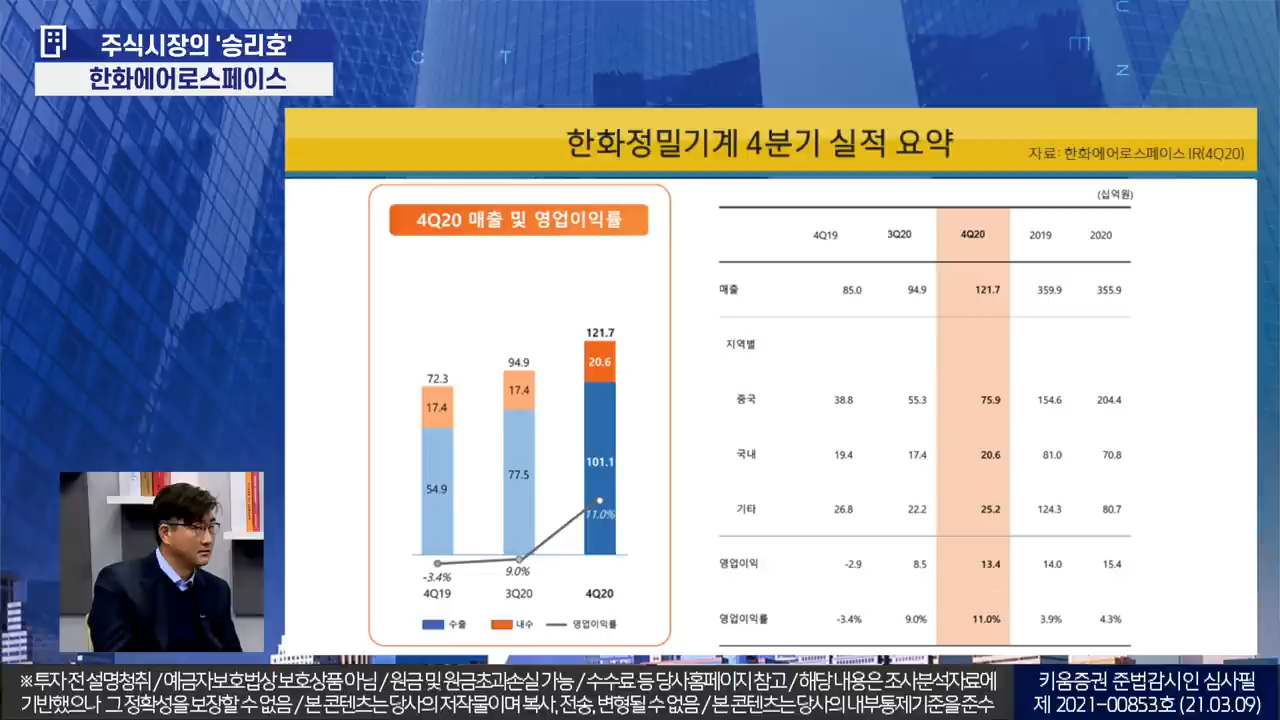 주식시장의 '승리호'
한화에어로스페이스
한화정밀기계 4분기 실적 요약
자료: 한화에어로스페이스 IR(4Q20)
4Q20 매출 및 영업이익률
121.7
20.6
94.9
17.4
72.3
17.4
101.1
77.5
54.9
11.0%
-3.4%
9.0%
4Q19 3Q20 4Q20
수출 내수 영업이익률
(십억원)
4Q19 3Q20 4Q20 2019 2020
매출 85.0 94.9 121.7 359.9 355.9
지역별
중국 38.8 55.3 75.9 154.6 204.4
국내 19.4 17.4 20.6 81.0 70.8
기타 26.8 22.2 25.2 124.3 80.7
영업이익 -2.9 8.5 13.4 14.0 15.4
영업이익률 -3.4% 9.0% 11.0% 3.9% 4.3%
※ 투자 전 설명청취 / 예금자보호법상 보호상품 아님 / 원금 및 원금초과손실 가능 / 수수료 등 당사홈페이지 참고 / 해당 내용은 조사분석자료에
기반했으나 그 정확성을 보장할 수 없음 / 본 콘텐츠는 당사의 저작물이며 복사, 전송, 변형될 수 없음 / 본 콘텐츠는 당사의 내부통제기준을 준수
키움증권 준법감시인 심사필
제 2021-00853호 (21.03.09)
C T U E N